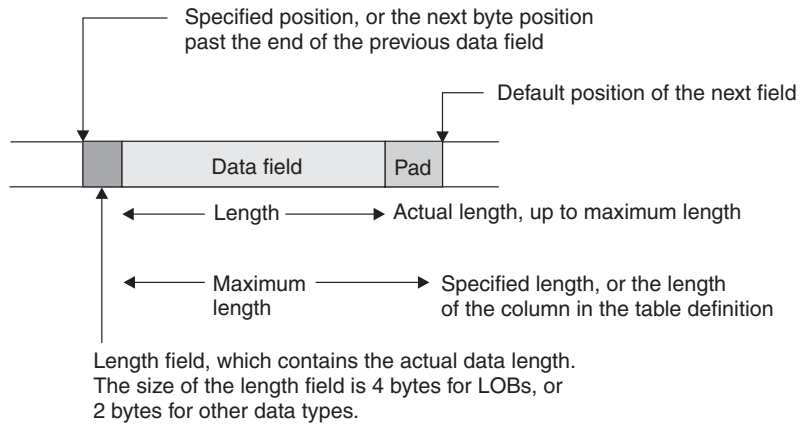 Specified position, or the next byte position
past the end of the previous data field
Default position of the next field
Data field
Pad
Length
Actual length, up to maximum length
Maximum
length
Specified length, or the length
of the column in the table definition
Length field, which contains the actual data length.
The size of the length field is 4 bytes for LOBs, or
2 bytes for other data types.